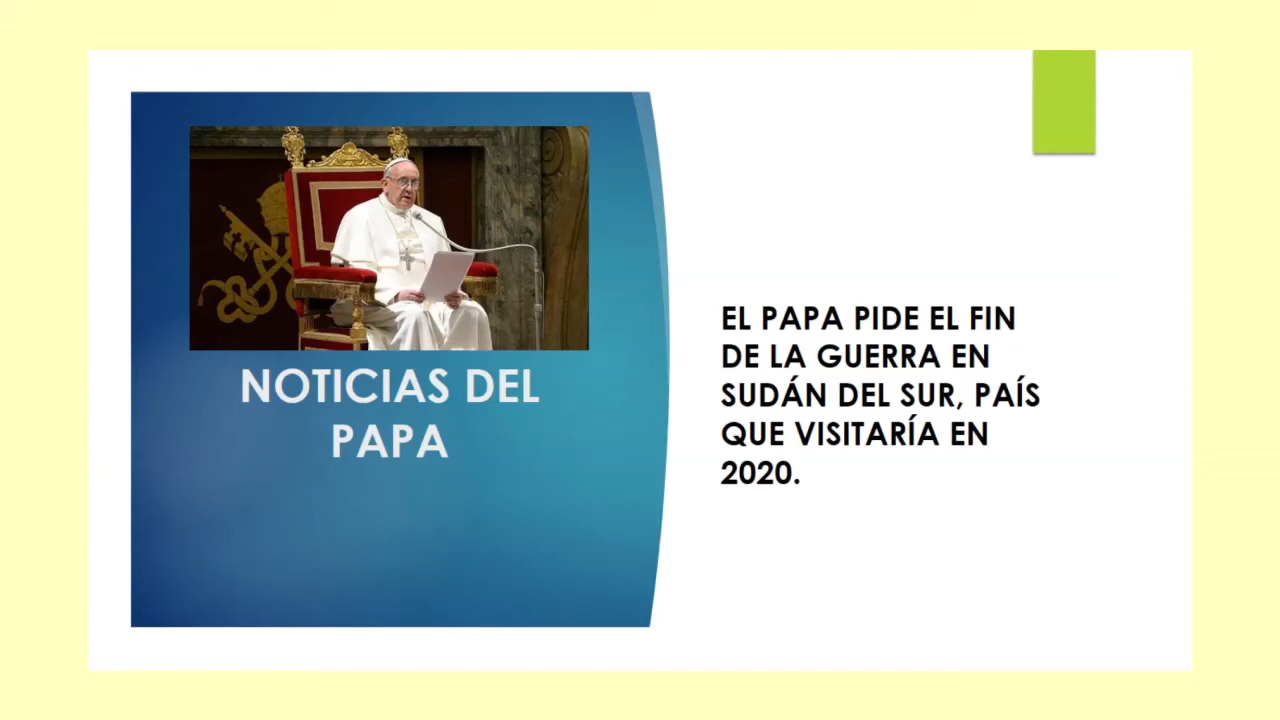 NOTICIAS DEL
PAPA
EL PAPA PIDE EL FIN
DE LA GUERRA EN
SUDÁN DEL SUR, PAÍS
QUE VISITARÍA EN
2020.